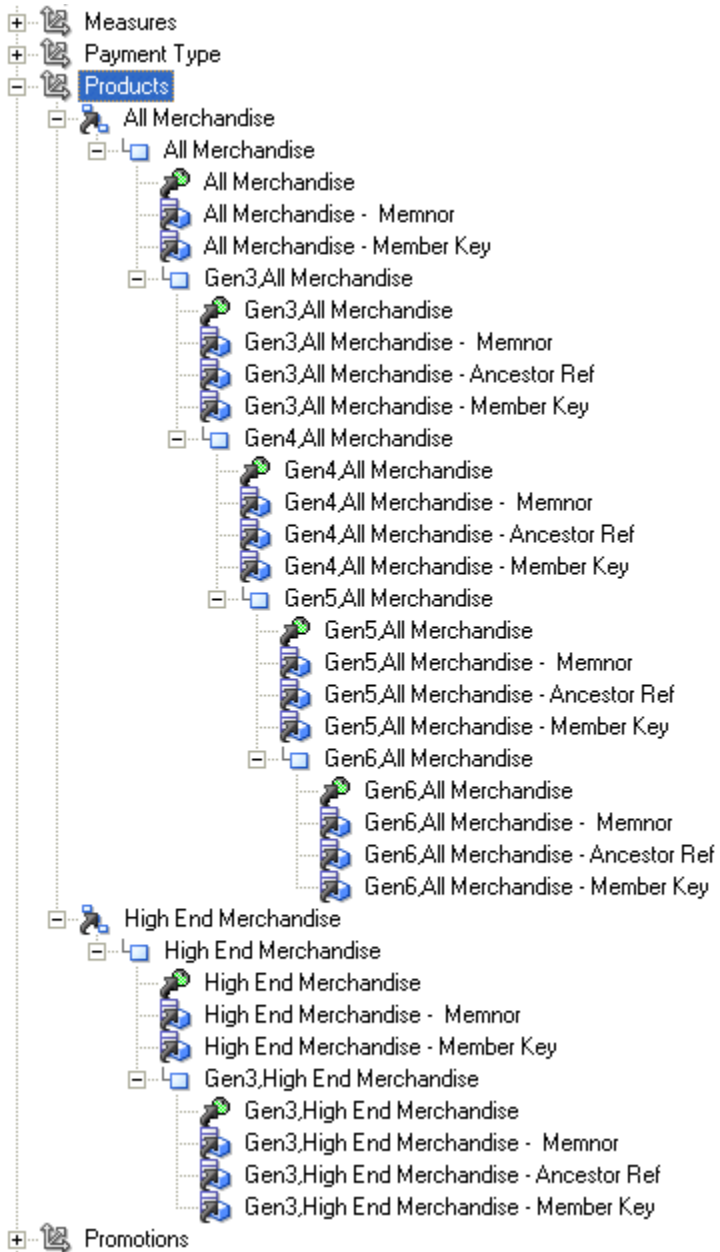 Measures
Payment Type
Products
All Merchandise
All Merchandise
All Merchandise
All Merchandise -  Memnor
All Merchandise - Member Key
Gen3,All Merchandise
Gen3,All Merchandise
Gen3,All Merchandise -  Memnor
Gen3,All Merchandise - Ancestor Ref
Gen3,All Merchandise - Member Key
Gen4,All Merchandise
Gen4,All Merchandise
Gen4,All Merchandise -  Memnor
Gen4,All Merchandise - Ancestor Ref
Gen4,All Merchandise - Member Key
Gen5,All Merchandise
Gen5,All Merchandise
Gen5,All Merchandise -  Memnor
Gen5,All Merchandise - Ancestor Ref
Gen5,All Merchandise - Member Key
Gen6,All Merchandise
Gen6,All Merchandise
Gen6,All Merchandise -  Memnor
Gen6,All Merchandise - Ancestor Ref
Gen6,All Merchandise - Member Key
High End Merchandise
High End Merchandise
High End Merchandise
High End Merchandise -  Memnor
High End Merchandise - Member Key
Gen3,High End Merchandise
Gen3,High End Merchandise
Gen3,High End Merchandise -  Memnor
Gen3,High End Merchandise - Ancestor Ref
Gen3,High End Merchandise - Member Key
Promotions